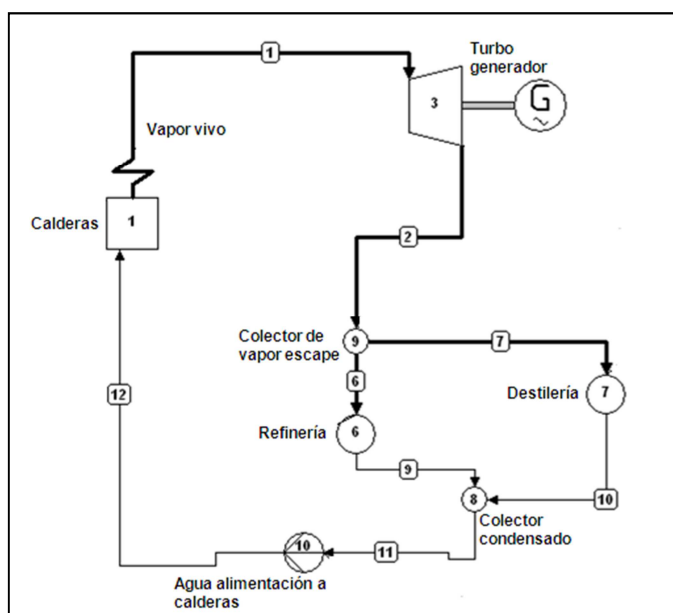 1
Turbo
generador
3
G
~
Vapor vivo
Calderas
1
2
Colector de
vapor escape
9
7
6
12
Destilería
7
Refinería
6
9
8
10
Colector
condensado
10
11
Agua alimentación a
calderas